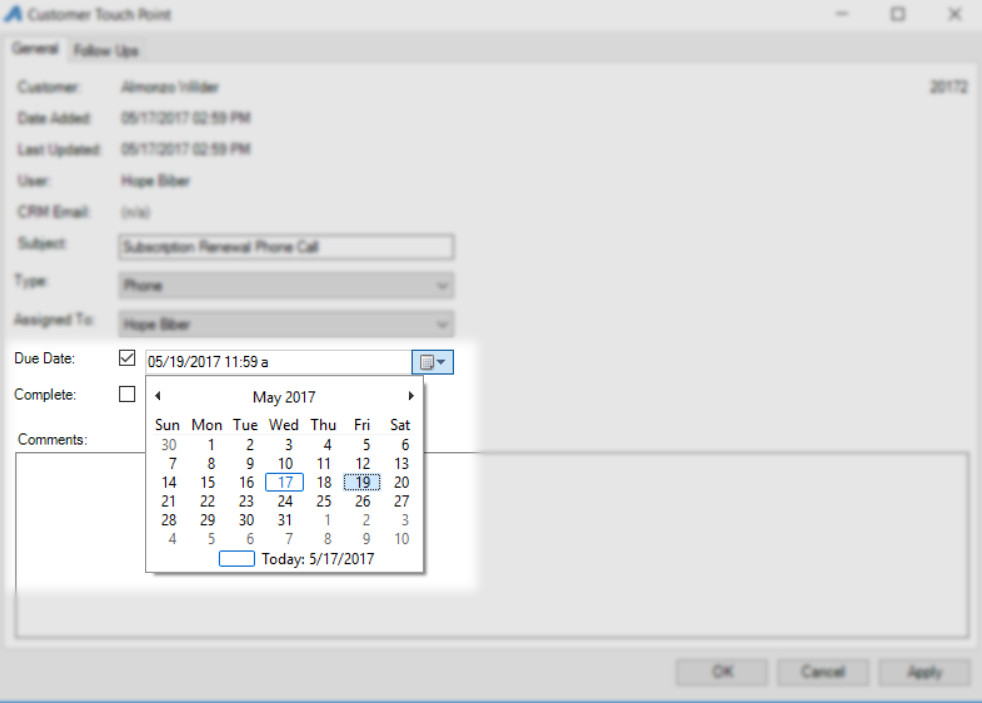 Customer Touch Point
General Follow Ups
Customer: Almonzo Wilder 20172
Date Added: 05/17/2017 02:59 PM
Last Updated: 05/17/2017 02:59 PM
User: Hope Biber
CRM Email: (n/a)
Subject: Subscription Renewal Phone Call
Type: Phone
Assigned To: Hope Biber
Due Date: 05/19/2017 11:59 a
Complete:
May 2017
Sun Mon Tue Wed Thu Fri Sat
30 1 2 3 4 5 6
7 8 9 10 11 12 13
14 15 16 17 18 19 20
21 22 23 24 25 26 27
28 29 30 31 1 2 3
4 5 6 7 8 9 10
Today: 5/17/2017
Comments:
OK Cancel Apply